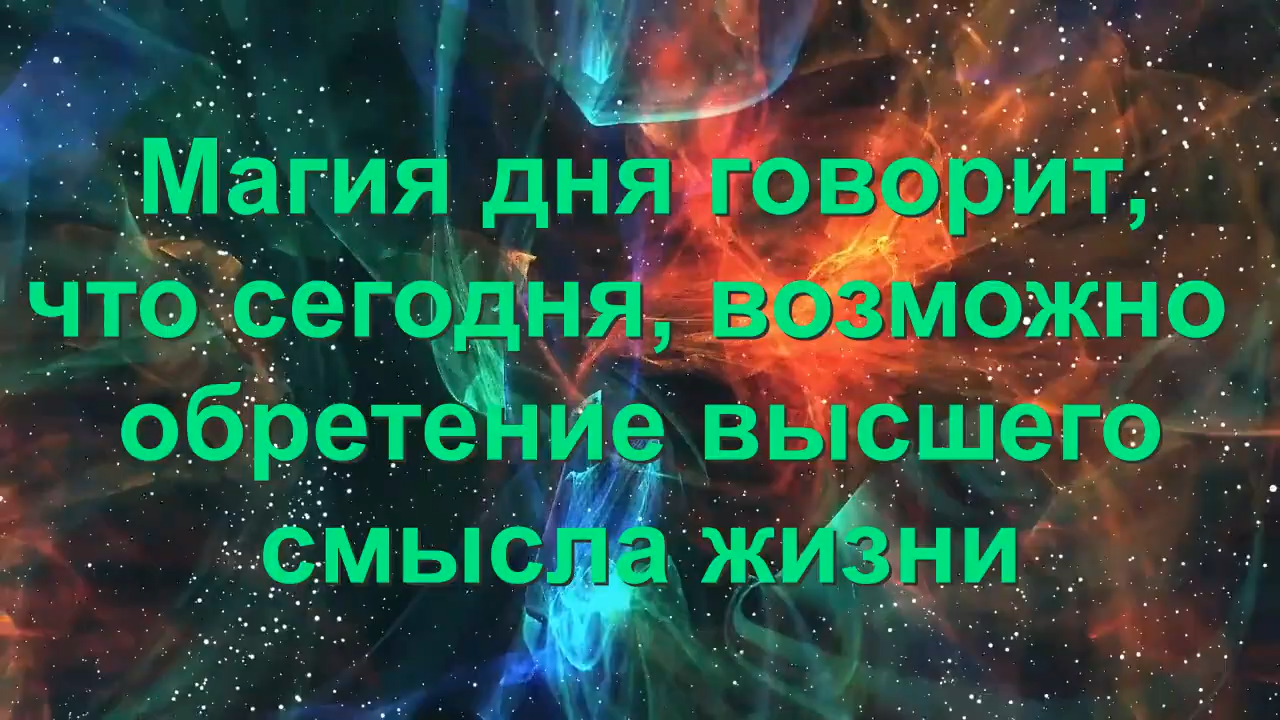 Магия дня говорит,
что сегодня, возможно
обретение высшего
смысла жизни